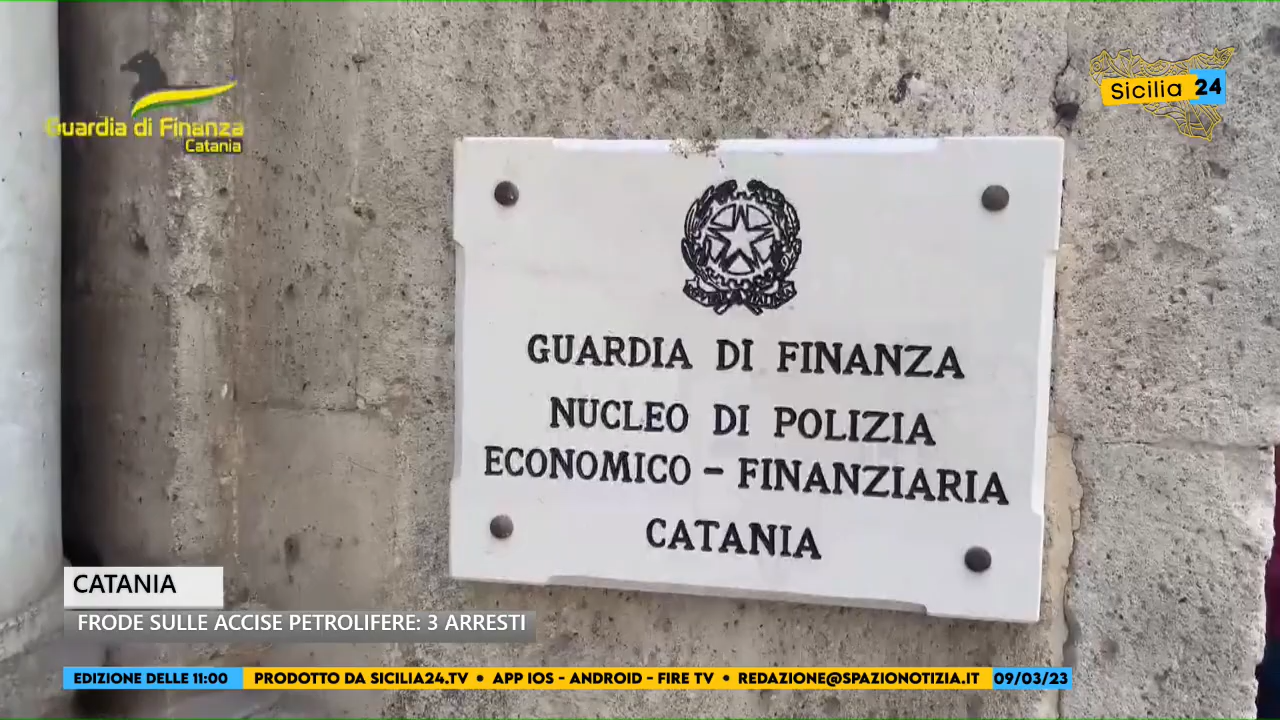 Guardia di Finanza
Catania
Sicilia 24
GUARDIA DI FINANZA
NUCLEO DI POLIZIA
ECONOMICO - FINANZIARIA
CATANIA
CATANIA
FRODE SULLE ACCISE PETROLIFERE: 3 ARRESTI
EDIZIONE DELLE 11:00 PRODOTTO DA SICILIA24.TV • APP IOS - ANDROID - FIRE TV • REDAZIONE@SPAZIONOTIZIA.IT 09/03/23